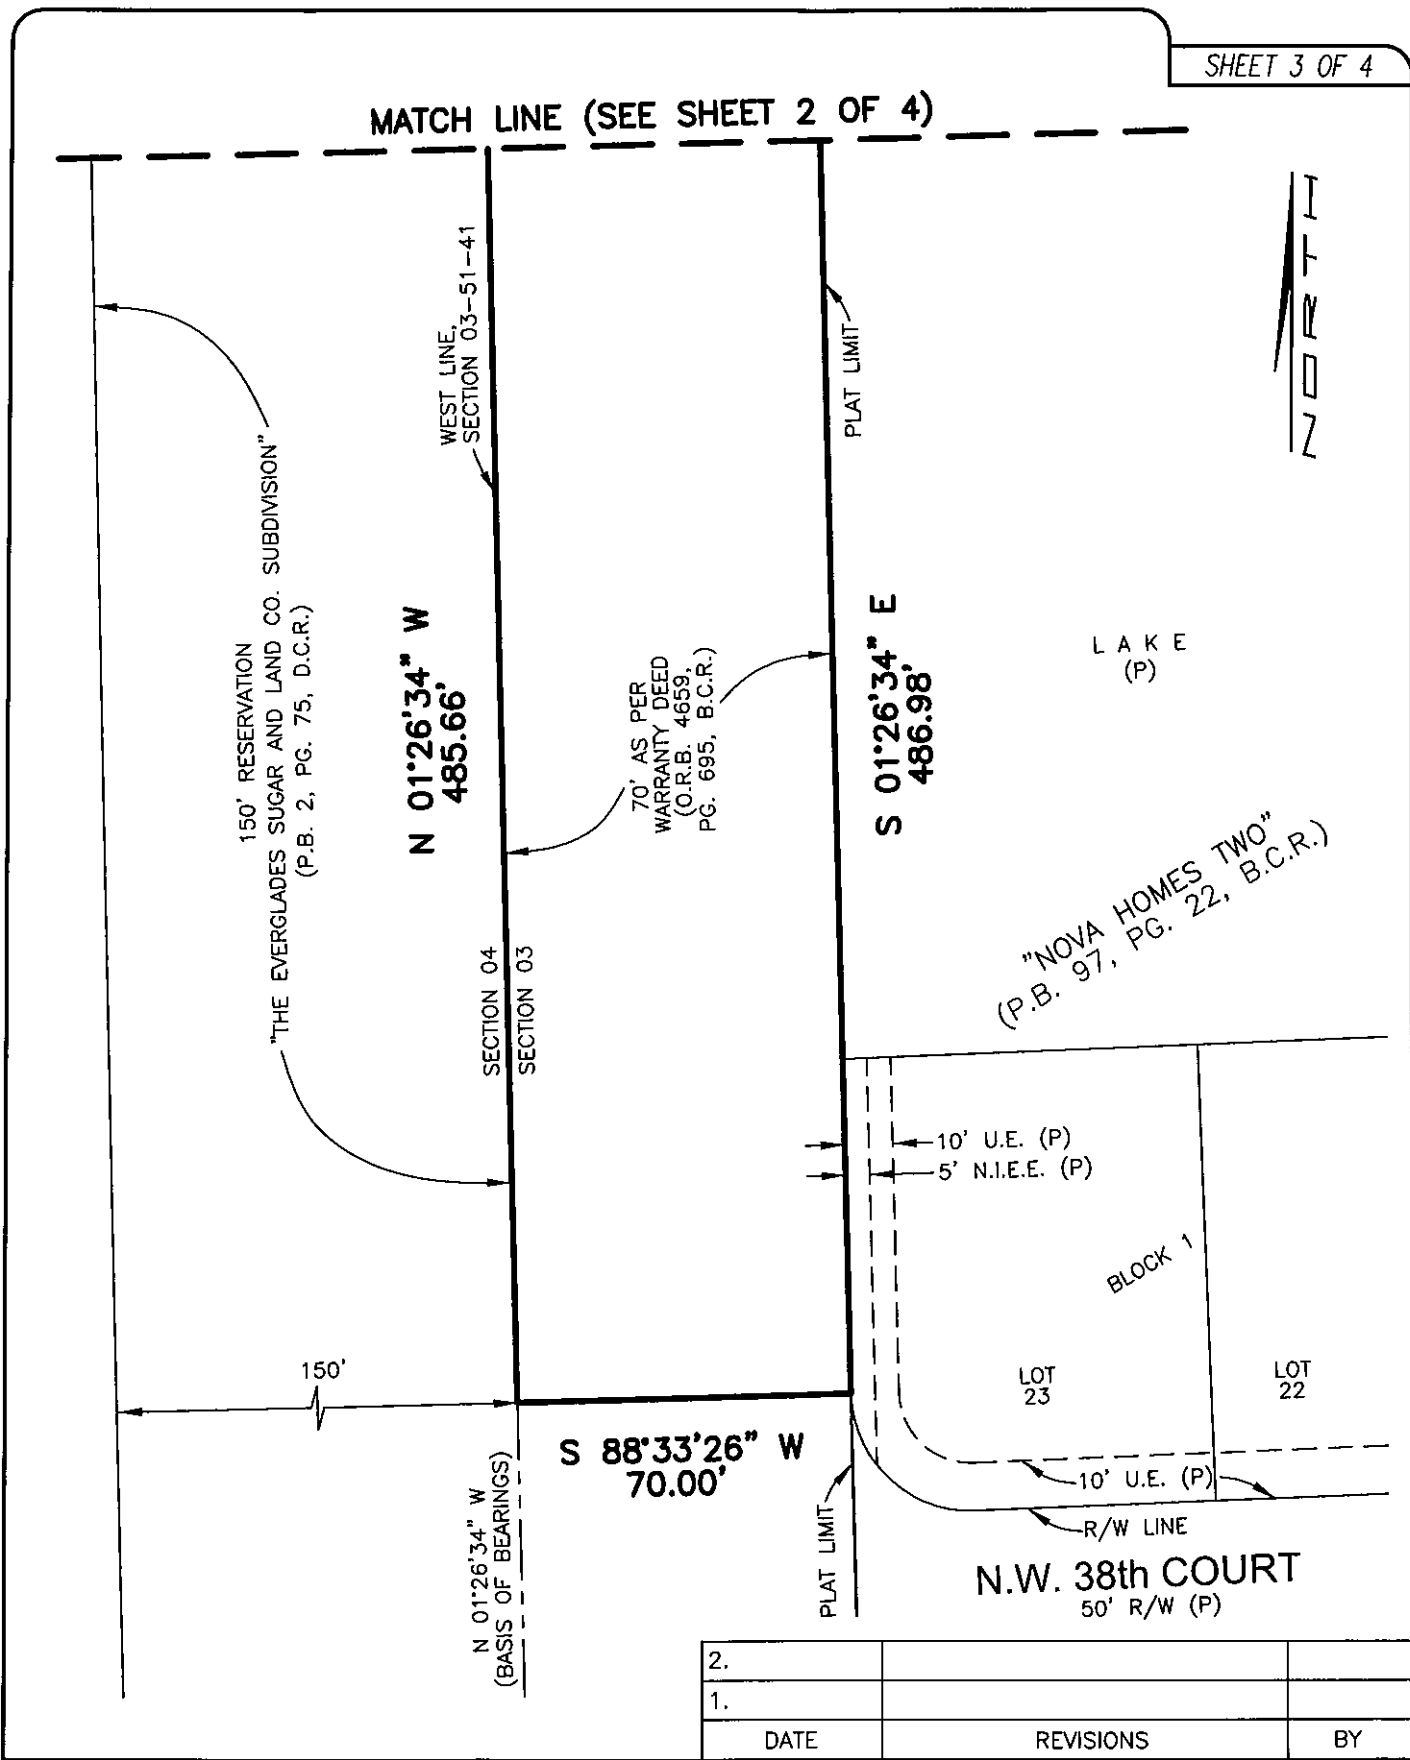 SHEET 3 OF 4
MATCH LINE (SEE SHEET 2 OF 4)
NORTH
WEST LINE,
SECTION 03-51-41
PLAT LIMIT
150' RESERVATION
"THE EVERGLADES SUGAR AND LAND CO. SUBDIVISION"
(P.B. 2, PG. 75, D.C.R.)
N 01°26'34" W
485.66'
70' AS PER
WARRANTY DEED
(O.R.B. 4659,
PG. 695, B.C.R.)
S 01°26'34" E
486.98'
L A K E
(P)
"NOVA HOMES TWO"
(P.B. 97, PG. 22, B.C.R.)
SECTION 04
SECTION 03
10' U.E. (P)
5' N.I.E.E. (P)
BLOCK 1
LOT
23
LOT
22
150'
S 88°33'26" W
70.00'
N 01°26'34" W
(BASIS OF BEARINGS)
PLAT LIMIT
10' U.E. (P)
R/W LINE
N.W. 38th COURT
50' R/W (P)
2.
1.
DATE REVISIONS BY